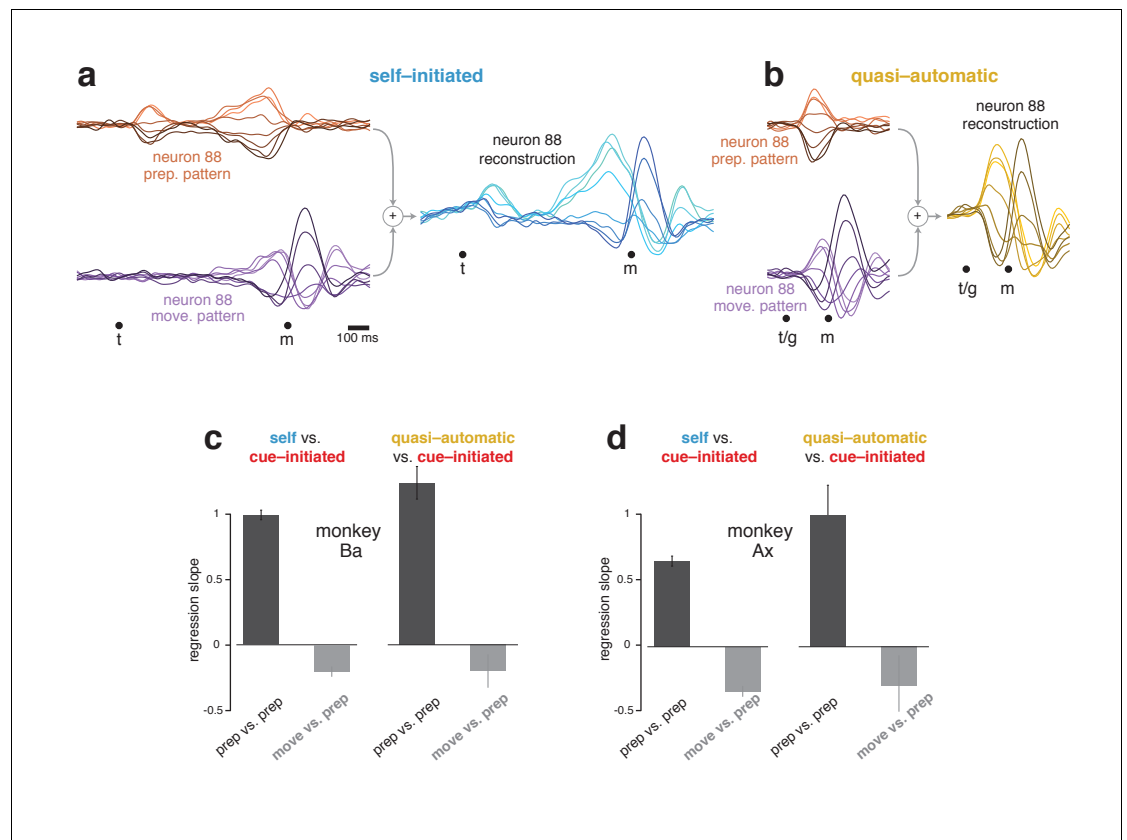 a
self–initiated
neuron 88
prep. pattern
neuron 88
move. pattern
t
m
100 ms
+
neuron 88
reconstruction
t
m
b
quasi–automatic
neuron 88
prep. pattern
neuron 88
move. pattern
t/g
m
+
neuron 88
reconstruction
t/g
m
c
self vs.
cue–initiated
quasi–automatic
vs. cue–initiated
monkey
Ba
regression slope
1
0.5
0
-0.5
prep vs. prep
move vs. prep
prep vs. prep
move vs. prep
d
self vs.
cue–initiated
quasi–automatic
vs. cue–initiated
monkey
Ax
regression slope
1
0.5
0
-0.5
prep vs. prep
move vs. prep
prep vs. prep
move vs. prep